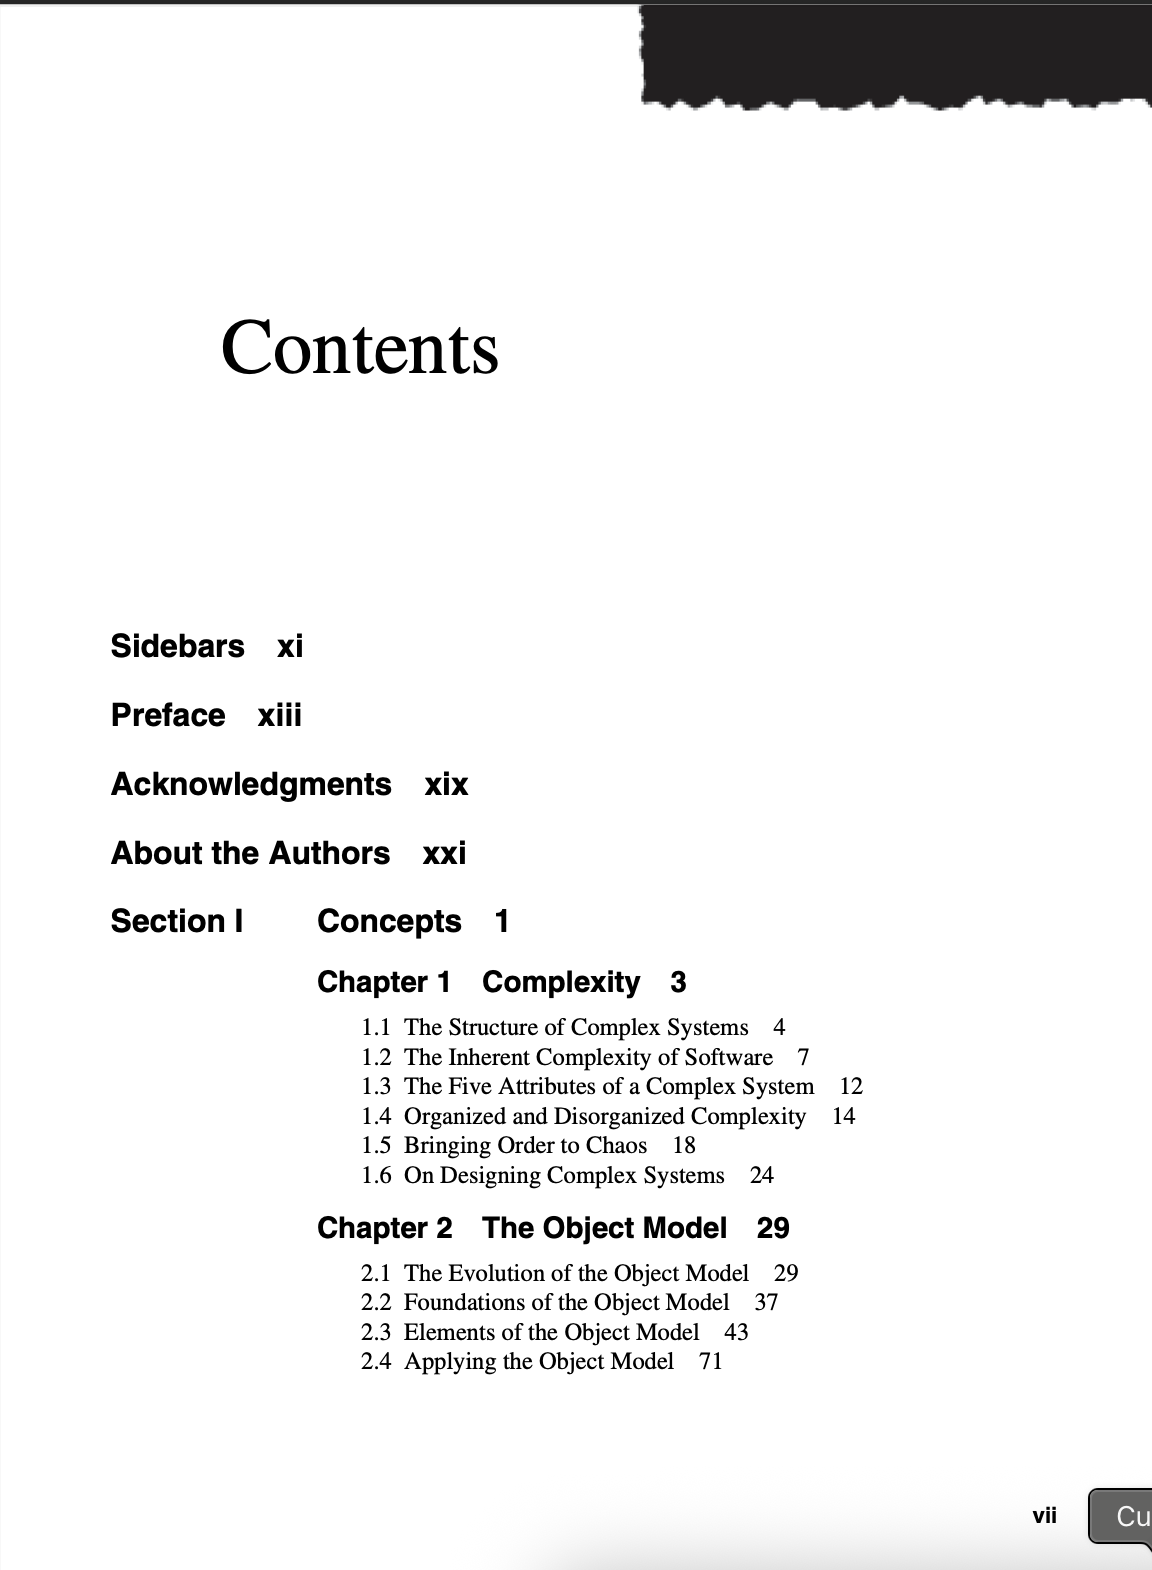 Contents
Sidebars xi
Preface xiii
Acknowledgments xix
About the Authors xxi
Section I Concepts 1
Chapter 1 Complexity 3
1.1 The Structure of Complex Systems 4
1.2 The Inherent Complexity of Software 7
1.3 The Five Attributes of a Complex System 12
1.4 Organized and Disorganized Complexity 14
1.5 Bringing Order to Chaos 18
1.6 On Designing Complex Systems 24
Chapter 2 The Object Model 29
2.1 The Evolution of the Object Model 29
2.2 Foundations of the Object Model 37
2.3 Elements of the Object Model 43
2.4 Applying the Object Model 71
vii
Cu